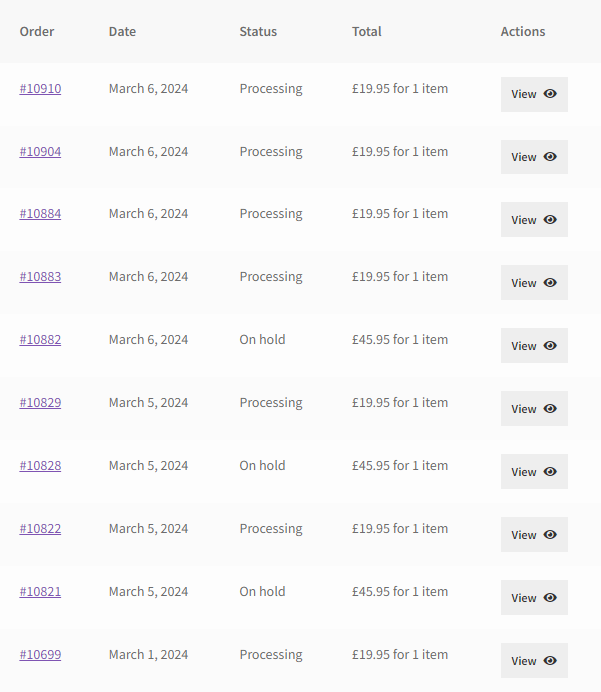 Order Date Status Total Actions
#10910 March 6, 2024 Processing £19.95 for 1 item View
#10904 March 6, 2024 Processing £19.95 for 1 item View
#10884 March 6, 2024 Processing £19.95 for 1 item View
#10883 March 6, 2024 Processing £19.95 for 1 item View
#10882 March 6, 2024 On hold £45.95 for 1 item View
#10829 March 5, 2024 Processing £19.95 for 1 item View
#10828 March 5, 2024 On hold £45.95 for 1 item View
#10822 March 5, 2024 Processing £19.95 for 1 item View
#10821 March 5, 2024 On hold £45.95 for 1 item View
#10699 March 1, 2024 Processing £19.95 for 1 item View